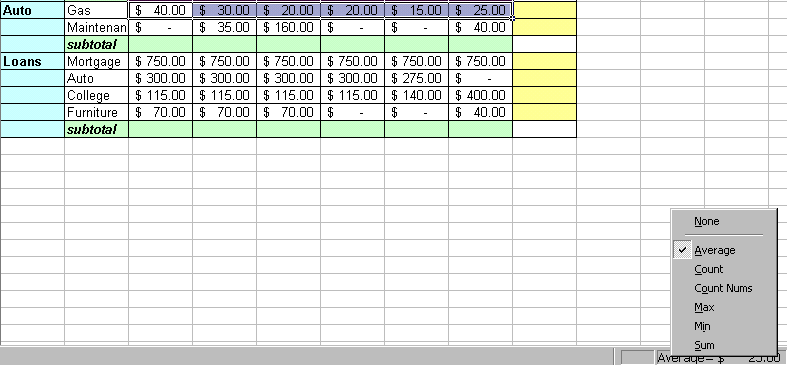 Auto Gas $ 40.00 $ 30.00 $ 20.00 $ 20.00 $ 15.00 $ 25.00
Maintenan $ - $ 35.00 $ 160.00 $ - $ - $ 40.00
subtotal
Loans Mortgage $ 750.00 $ 750.00 $ 750.00 $ 750.00 $ 750.00 $ 750.00
Auto $ 300.00 $ 300.00 $ 300.00 $ 300.00 $ 275.00 $ -
College $ 115.00 $ 115.00 $ 115.00 $ 115.00 $ 140.00 $ 400.00
Furniture $ 70.00 $ 70.00 $ 70.00 $ - $ - $ 40.00
subtotal
None
Average
Count
Count Nums
Max
Min
Sum
Average= $ 25.00